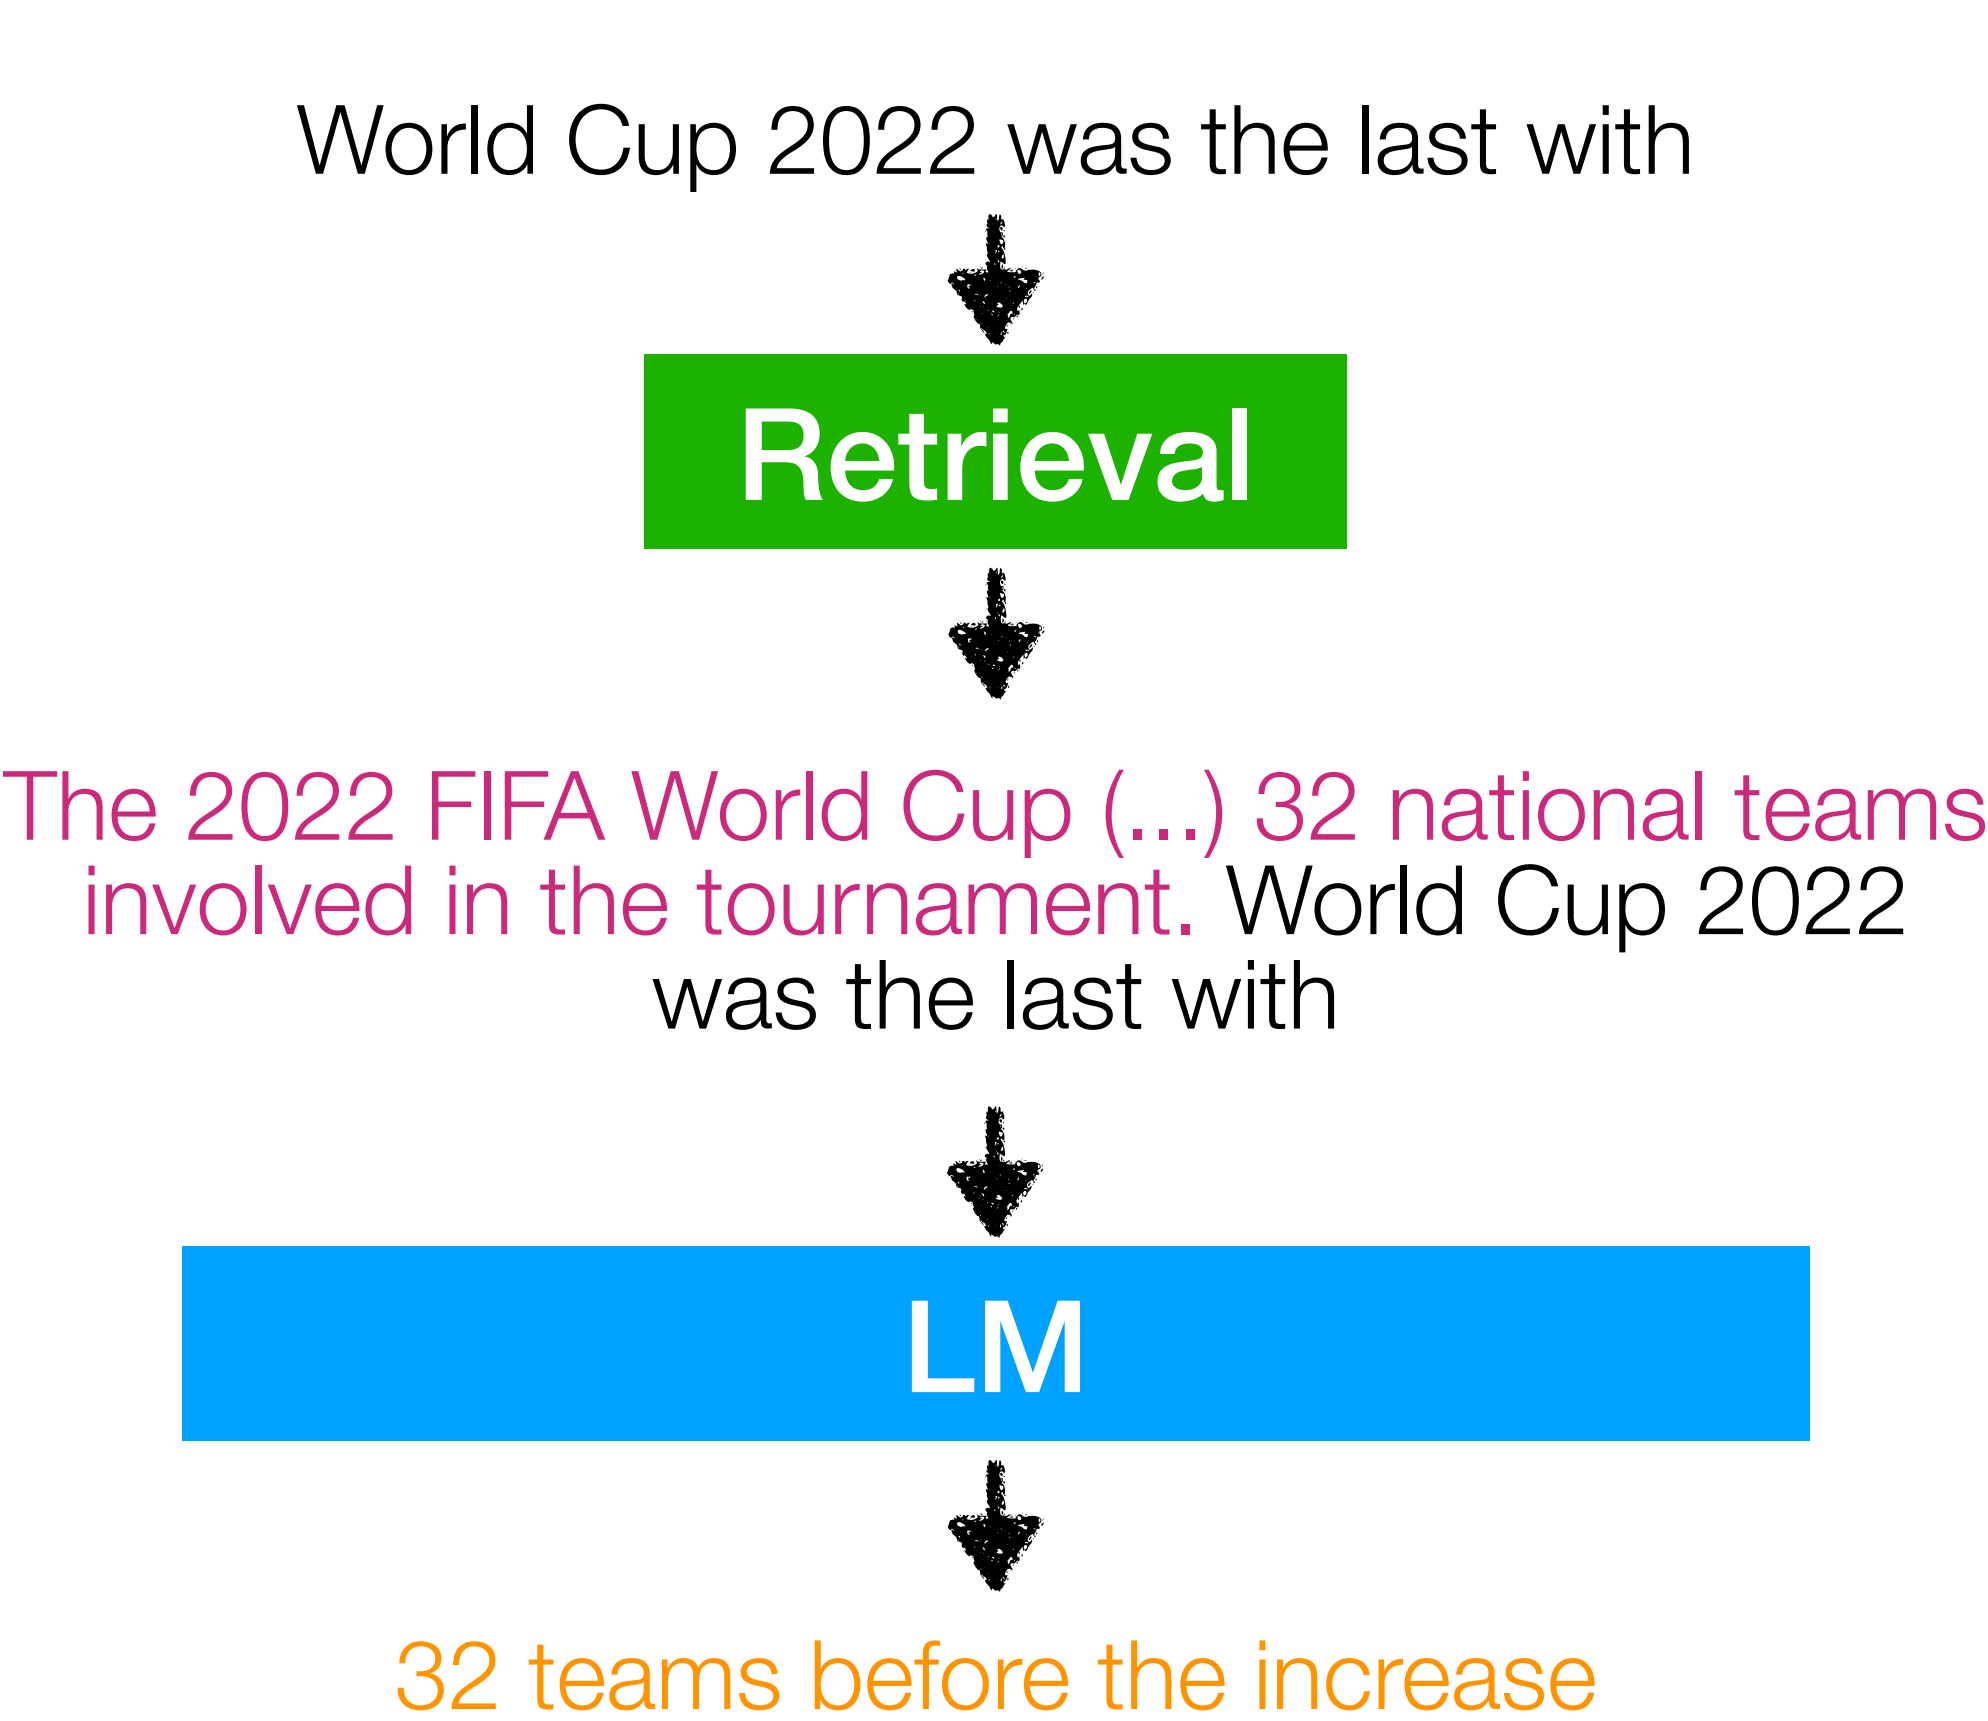 World Cup 2022 was the last with
Retrieval
The 2022 FIFA World Cup (...) 32 national teams
involved in the tournament. World Cup 2022
was the last with
LM
32 teams before the increase